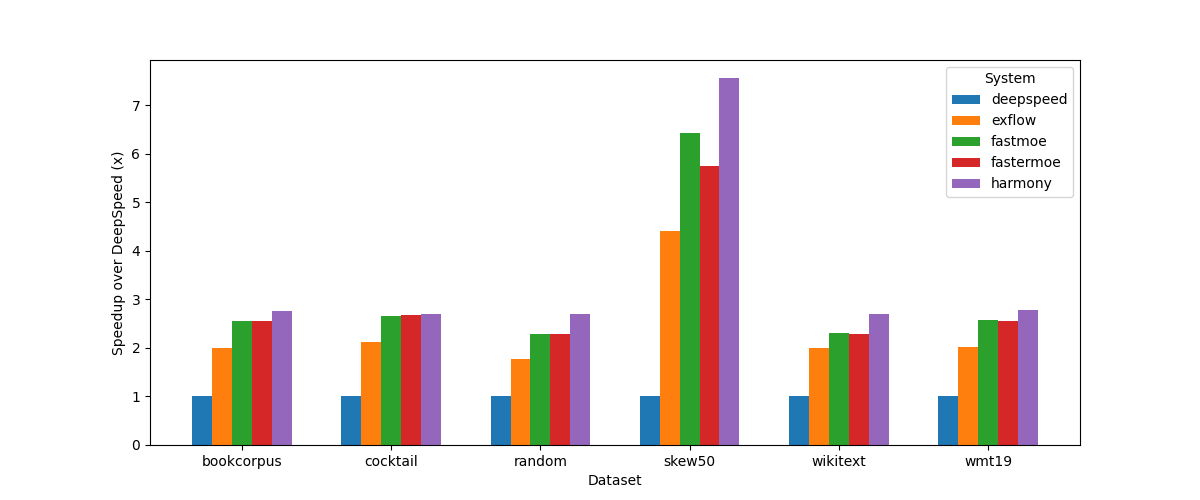 System
deepspeed
exflow
fastmoe
fastermoe
harmony
Speedup over DeepSpeed (x)
7
6
5
4
3
2
1
0
bookcorpus cocktail random skew50 wikitext wmt19
Dataset